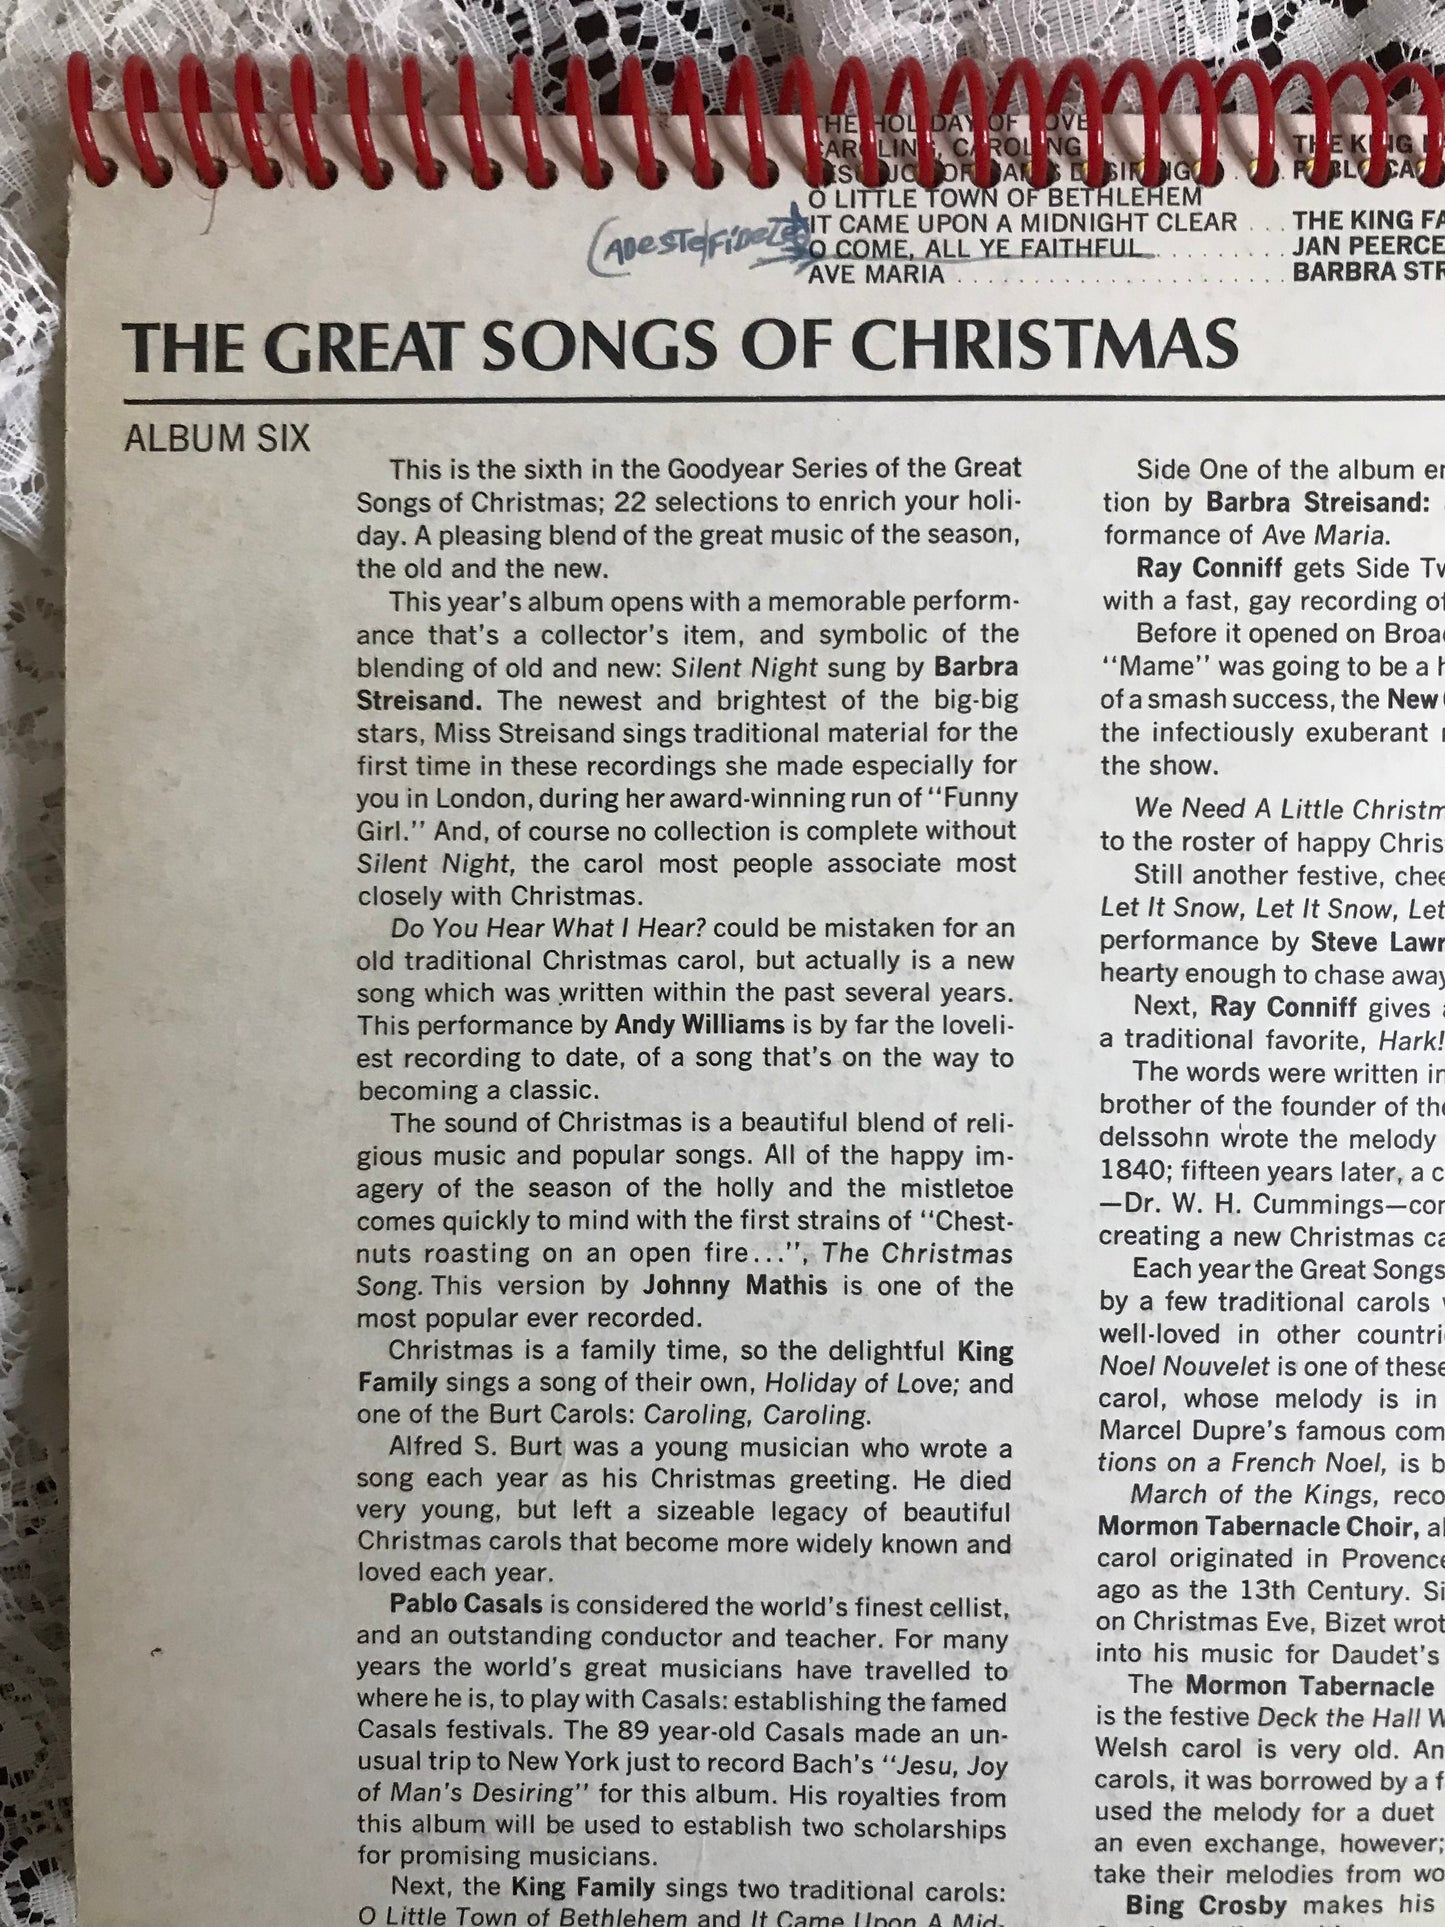 THE HOLIDAY OF LOVE
CAROLING, CAROLING . . . THE KING
JESU JOY OF MAN'S DESIRING . . . PABLO CA
O LITTLE TOWN OF BETHLEHEM
IT CAME UPON A MIDNIGHT CLEAR . . . THE KING FA
(Adeste Fideles O COME, ALL YE FAITHFUL . . . . . . . . . . JAN PEERCE
AVE MARIA . . . . . . . . . . . . . . . . . . . . . . BARBRA STR
THE GREAT SONGS OF CHRISTMAS
ALBUM SIX
This is the sixth in the Goodyear Series of the Great
Songs of Christmas; 22 selections to enrich your holi-
day. A pleasing blend of the great music of the season,
the old and the new.
This year's album opens with a memorable perform-
ance that's a collector's item, and symbolic of the
blending of old and new: Silent Night sung by Barbra
Streisand. The newest and brightest of the big-big
stars, Miss Streisand sings traditional material for the
first time in these recordings she made especially for
you in London, during her award-winning run of "Funny
Girl." And, of course no collection is complete without
Silent Night, the carol most people associate most
closely with Christmas.
Do You Hear What I Hear? could be mistaken for an
old traditional Christmas carol, but actually is a new
song which was written within the past several years.
This performance by Andy Williams is by far the loveli-
est recording to date, of a song that's on the way to
becoming a classic.
The sound of Christmas is a beautiful blend of reli-
gious music and popular songs. All of the happy im-
agery of the season of the holly and the mistletoe
comes quickly to mind with the first strains of "Chest-
nuts roasting on an open fire...", The Christmas
Song. This version by Johnny Mathis is one of the
most popular ever recorded.
Christmas is a family time, so the delightful King
Family sings a song of their own, Holiday of Love; and
one of the Burt Carols: Caroling, Caroling.
Alfred S. Burt was a young musician who wrote a
song each year as his Christmas greeting. He died
very young, but left a sizeable legacy of beautiful
Christmas carols that become more widely known and
loved each year.
Pablo Casals is considered the world's finest cellist,
and an outstanding conductor and teacher. For many
years the world's great musicians have travelled to
where he is, to play with Casals: establishing the famed
Casals festivals. The 89 year-old Casals made an un-
usual trip to New York just to record Bach's "Jesu, Joy
of Man's Desiring" for this album. His royalties from
this album will be used to establish two scholarships
for promising musicians.
Next, the King Family sings two traditional carols:
O Little Town of Bethlehem and It Came Upon A Mid-
Side One of the album en
tion by Barbra Streisand:
formance of Ave Maria.
Ray Conniff gets Side Tw
with a fast, gay recording of
Before it opened on Broa
"Mame" was going to be a h
of a smash success, the New
the infectiously exuberant
the show.
We Need A Little Christm
to the roster of happy Chris
Still another festive, chee
Let It Snow, Let It Snow, Let
performance by Steve Lawr
hearty enough to chase away
Next, Ray Conniff gives
a traditional favorite, Hark!
The words were written in
brother of the founder of the
delssohn wrote the melody
1840; fifteen years later, a c
—Dr. W. H. Cummings—con
creating a new Christmas ca
Each year the Great Songs
by a few traditional carols
well-loved in other countri
Noel Nouvelet is one of these
carol, whose melody is in
Marcel Dupre's famous com
tions on a French Noel, is b
March of the Kings, reco
Mormon Tabernacle Choir, al
carol originated in Provence
ago as the 13th Century. Si
on Christmas Eve, Bizet wrot
into his music for Daudet's
The Mormon Tabernacle
is the festive Deck the Hall W
Welsh carol is very old. An
carols, it was borrowed by a f
used the melody for a duet
an even exchange, however;
take their melodies from wo
Bing Crosby makes his